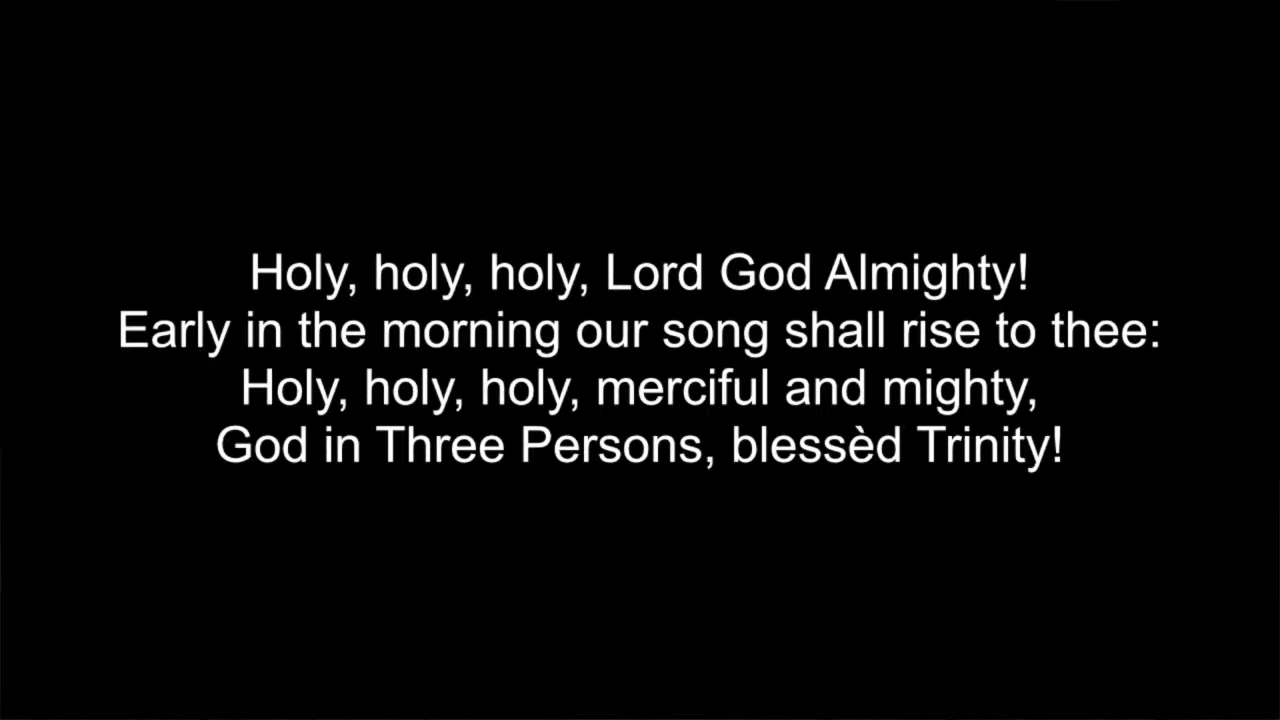 Holy, holy, holy, Lord God Almighty!
Early in the morning our song shall rise to thee:
Holy, holy, holy, merciful and mighty,
God in Three Persons, blessèd Trinity!